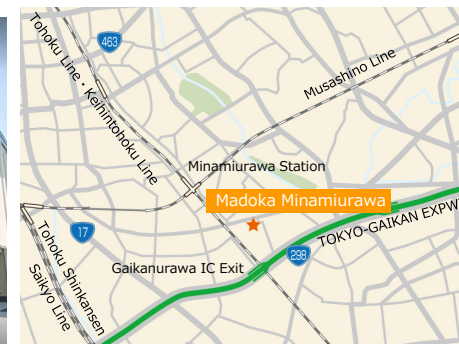 463
Tohoku Line・Keihintohoku Line
Musashino Line
Minamiurawa Station
Madoka Minamiurawa
17
TOKYO-GAIKAN EXPW
298
Gaikanurawa IC Exit
Tohoku Shinkansen
Saikyo Line